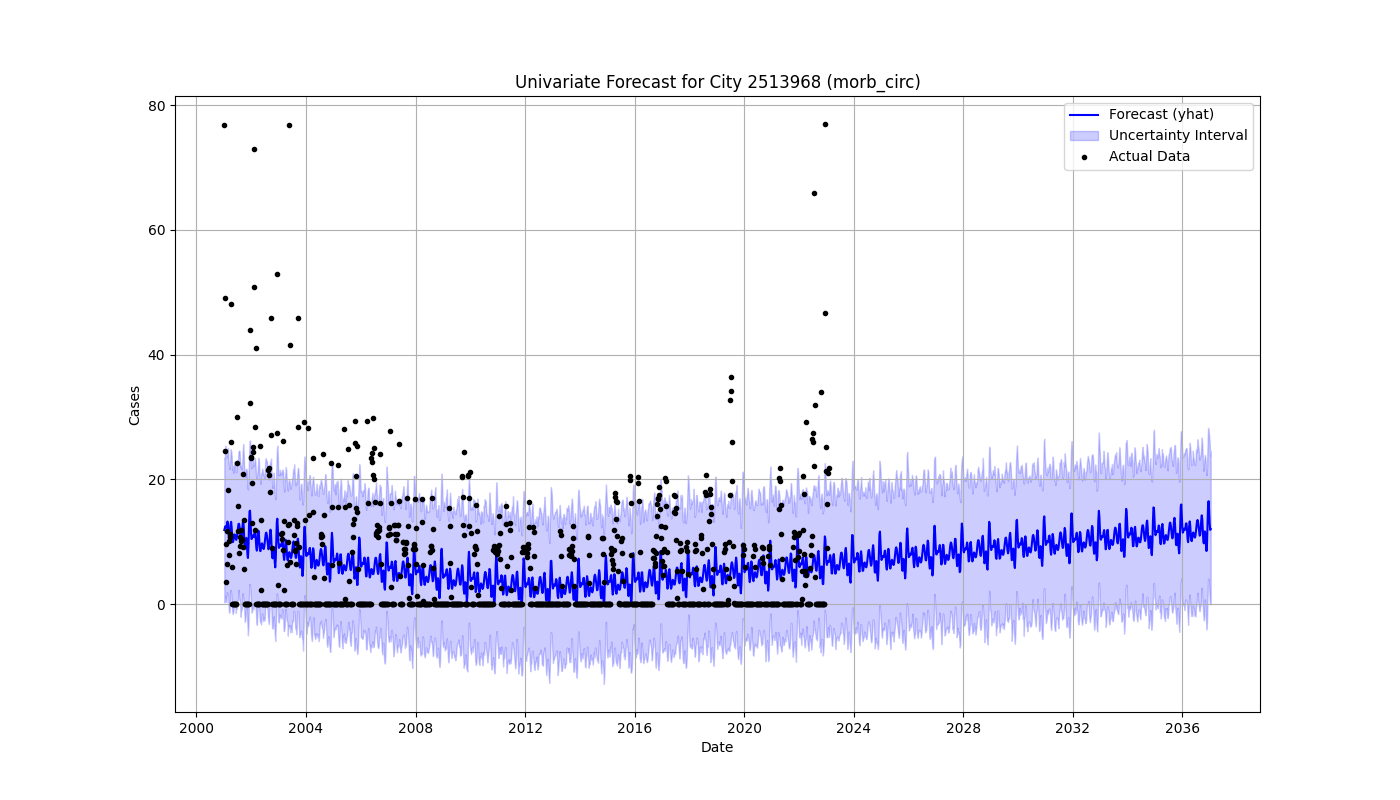 Univariate Forecast for City 2513968 (morb_circ)
Forecast (yhat)
Uncertainty Interval
Actual Data
80
60
40
20
0
Cases
2000 2004 2008 2012 2016 2020 2024 2028 2032 2036
Date